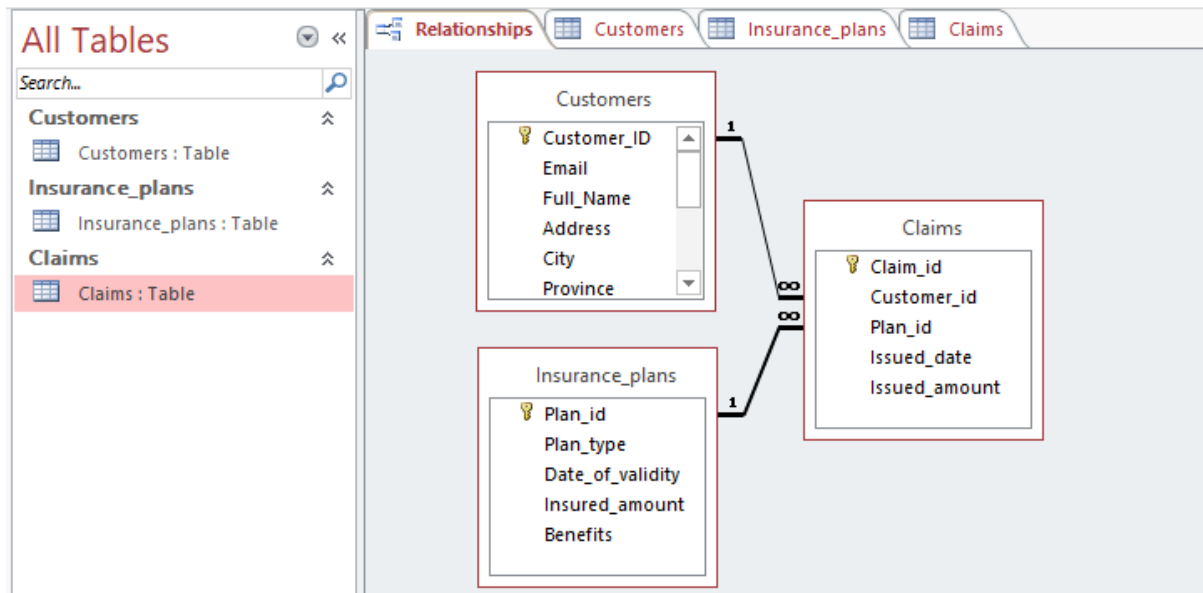 All Tables
Search...
Customers
Customers : Table
Insurance_plans
Insurance_plans : Table
Claims
Claims : Table
Relationships Customers Insurance_plans Claims
Customers
Customer_ID
Email
Full_Name
Address
City
Province
1
∞
∞
1
Claims
Claim_id
Customer_id
Plan_id
Issued_date
Issued_amount
Insurance_plans
Plan_id
Plan_type
Date_of_validity
Insured_amount
Benefits